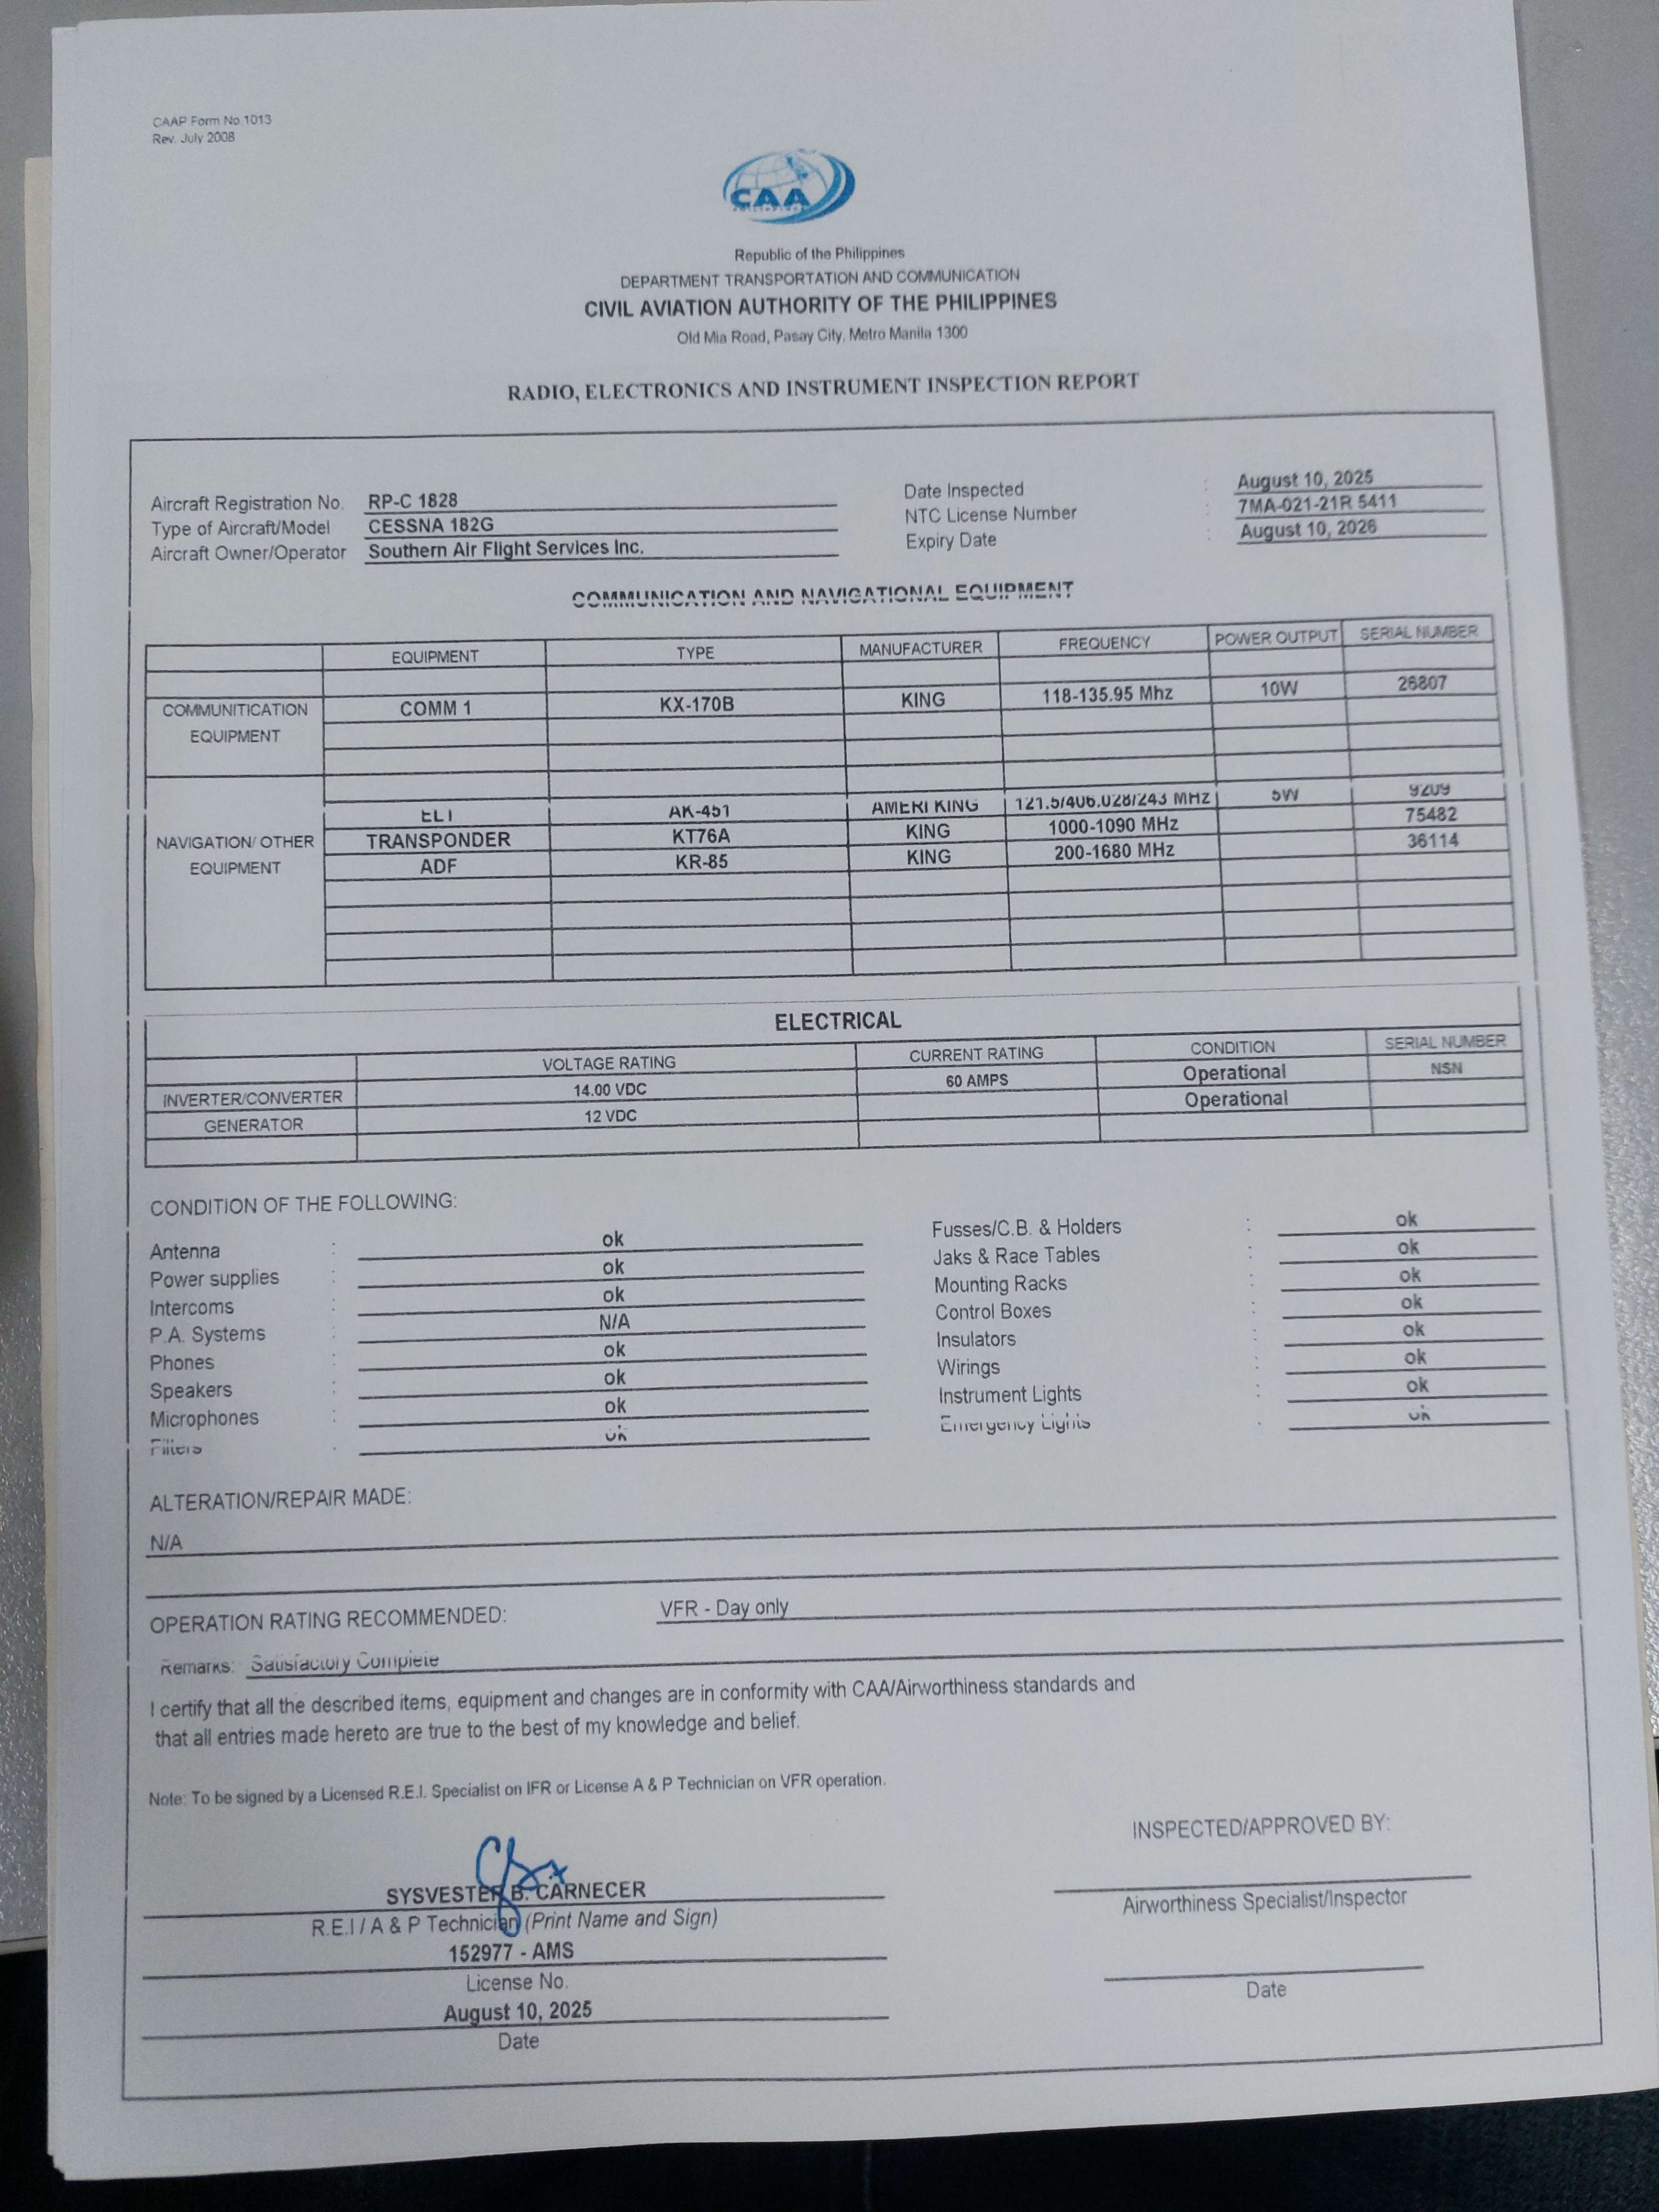 CAAP Form No.1013
Rev. July 2008
CAA
PHILIPPINES
Republic of the Philippines
DEPARTMENT TRANSPORTATION AND COMMUNICATION
CIVIL AVIATION AUTHORITY OF THE PHILIPPINES
Old Mia Road, Pasay City, Metro Manila 1300
RADIO, ELECTRONICS AND INSTRUMENT INSPECTION REPORT
Aircraft Registration No. RP-C 1828 Date Inspected : August 10, 2025
Type of Aircraft/Model CESSNA 182G NTC License Number : 7MA-021-21R 5411
Aircraft Owner/Operator Southern Air Flight Services Inc. Expiry Date : August 10, 2026
COMMUNICATION AND NAVIGATIONAL EQUIPMENT
EQUIPMENT TYPE MANUFACTURER FREQUENCY POWER OUTPUT SERIAL NUMBER
COMMUNITICATION EQUIPMENT COMM 1 KX-170B KING 118-135.95 Mhz 10W 26807
ELT AK-451 AMERI KING 121.5/406.028/243 MHz 5W 9209
NAVIGATION/ OTHER EQUIPMENT TRANSPONDER KT76A KING 1000-1090 MHz 75482
ADF KR-85 KING 200-1680 MHz 36114
ELECTRICAL
VOLTAGE RATING CURRENT RATING CONDITION SERIAL NUMBER
INVERTER/CONVERTER 14.00 VDC 60 AMPS Operational NSN
GENERATOR 12 VDC Operational
CONDITION OF THE FOLLOWING:
Antenna : ok Fusses/C.B. & Holders : ok
Power supplies : ok Jaks & Race Tables : ok
Intercoms : ok Mounting Racks : ok
P.A. Systems : N/A Control Boxes : ok
Phones : ok Insulators : ok
Speakers : ok Wirings : ok
Microphones : ok Instrument Lights : ok
Filters : ok Emergency Lights : ok
ALTERATION/REPAIR MADE:
N/A
OPERATION RATING RECOMMENDED: VFR - Day only
Remarks: Satisfactory Complete
I certify that all the described items, equipment and changes are in conformity with CAA/Airworthiness standards and
that all entries made hereto are true to the best of my knowledge and belief.
Note: To be signed by a Licensed R.E.I. Specialist on IFR or License A & P Technician on VFR operation.
INSPECTED/APPROVED BY:
SYSVESTER B. CARNECER
R.E.I / A & P Technician (Print Name and Sign)
Airworthiness Specialist/Inspector
152977 - AMS
License No.
Date
August 10, 2025
Date